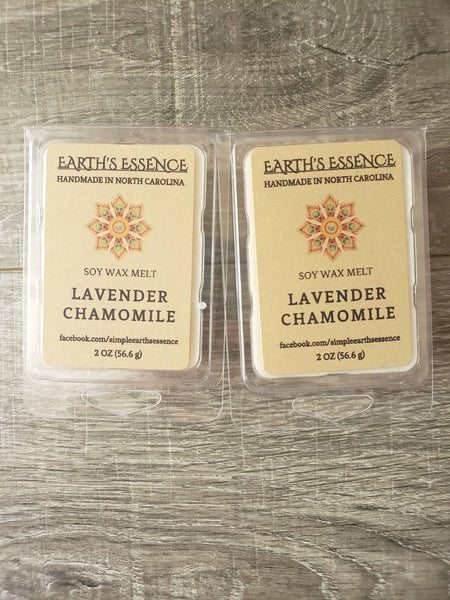 EARTH'S ESSENCE
HANDMADE IN NORTH CAROLINA
SOY WAX MELT
LAVENDER
CHAMOMILE
facebook.com/simpleearthsessence
2 OZ (56.6 g)
EARTH'S ESSENCE
HANDMADE IN NORTH CAROLINA
SOY WAX MELT
LAVENDER
CHAMOMILE
facebook.com/simpleearthsessence
2 OZ (56.6 g)